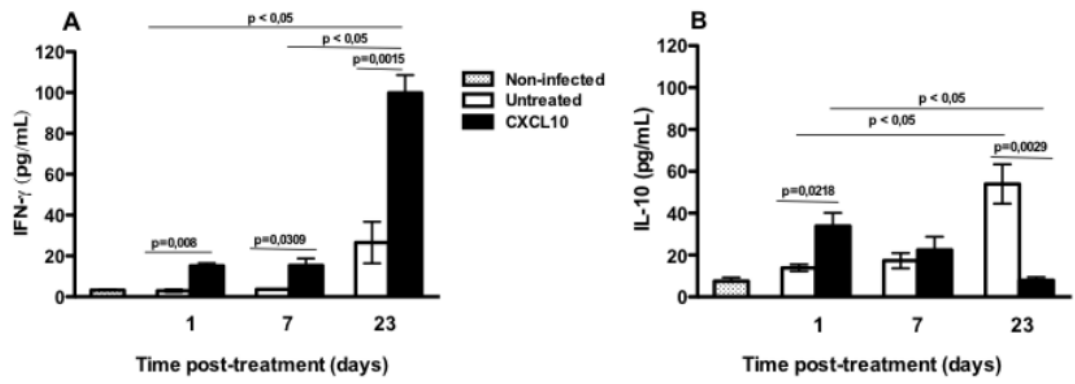 A
p < 0,05
p < 0,05
p=0,0015
p=0,008
p=0,0309
IFN-γ (pg/mL)
120
100
80
60
40
20
0
1 7 23
Time post-treatment (days)
Non-infected
Untreated
CXCL10
B
p < 0,05
p < 0,05
p=0,0029
p=0,0218
IL-10 (pg/mL)
120
100
80
60
40
20
0
1 7 23
Time post-treatment (days)